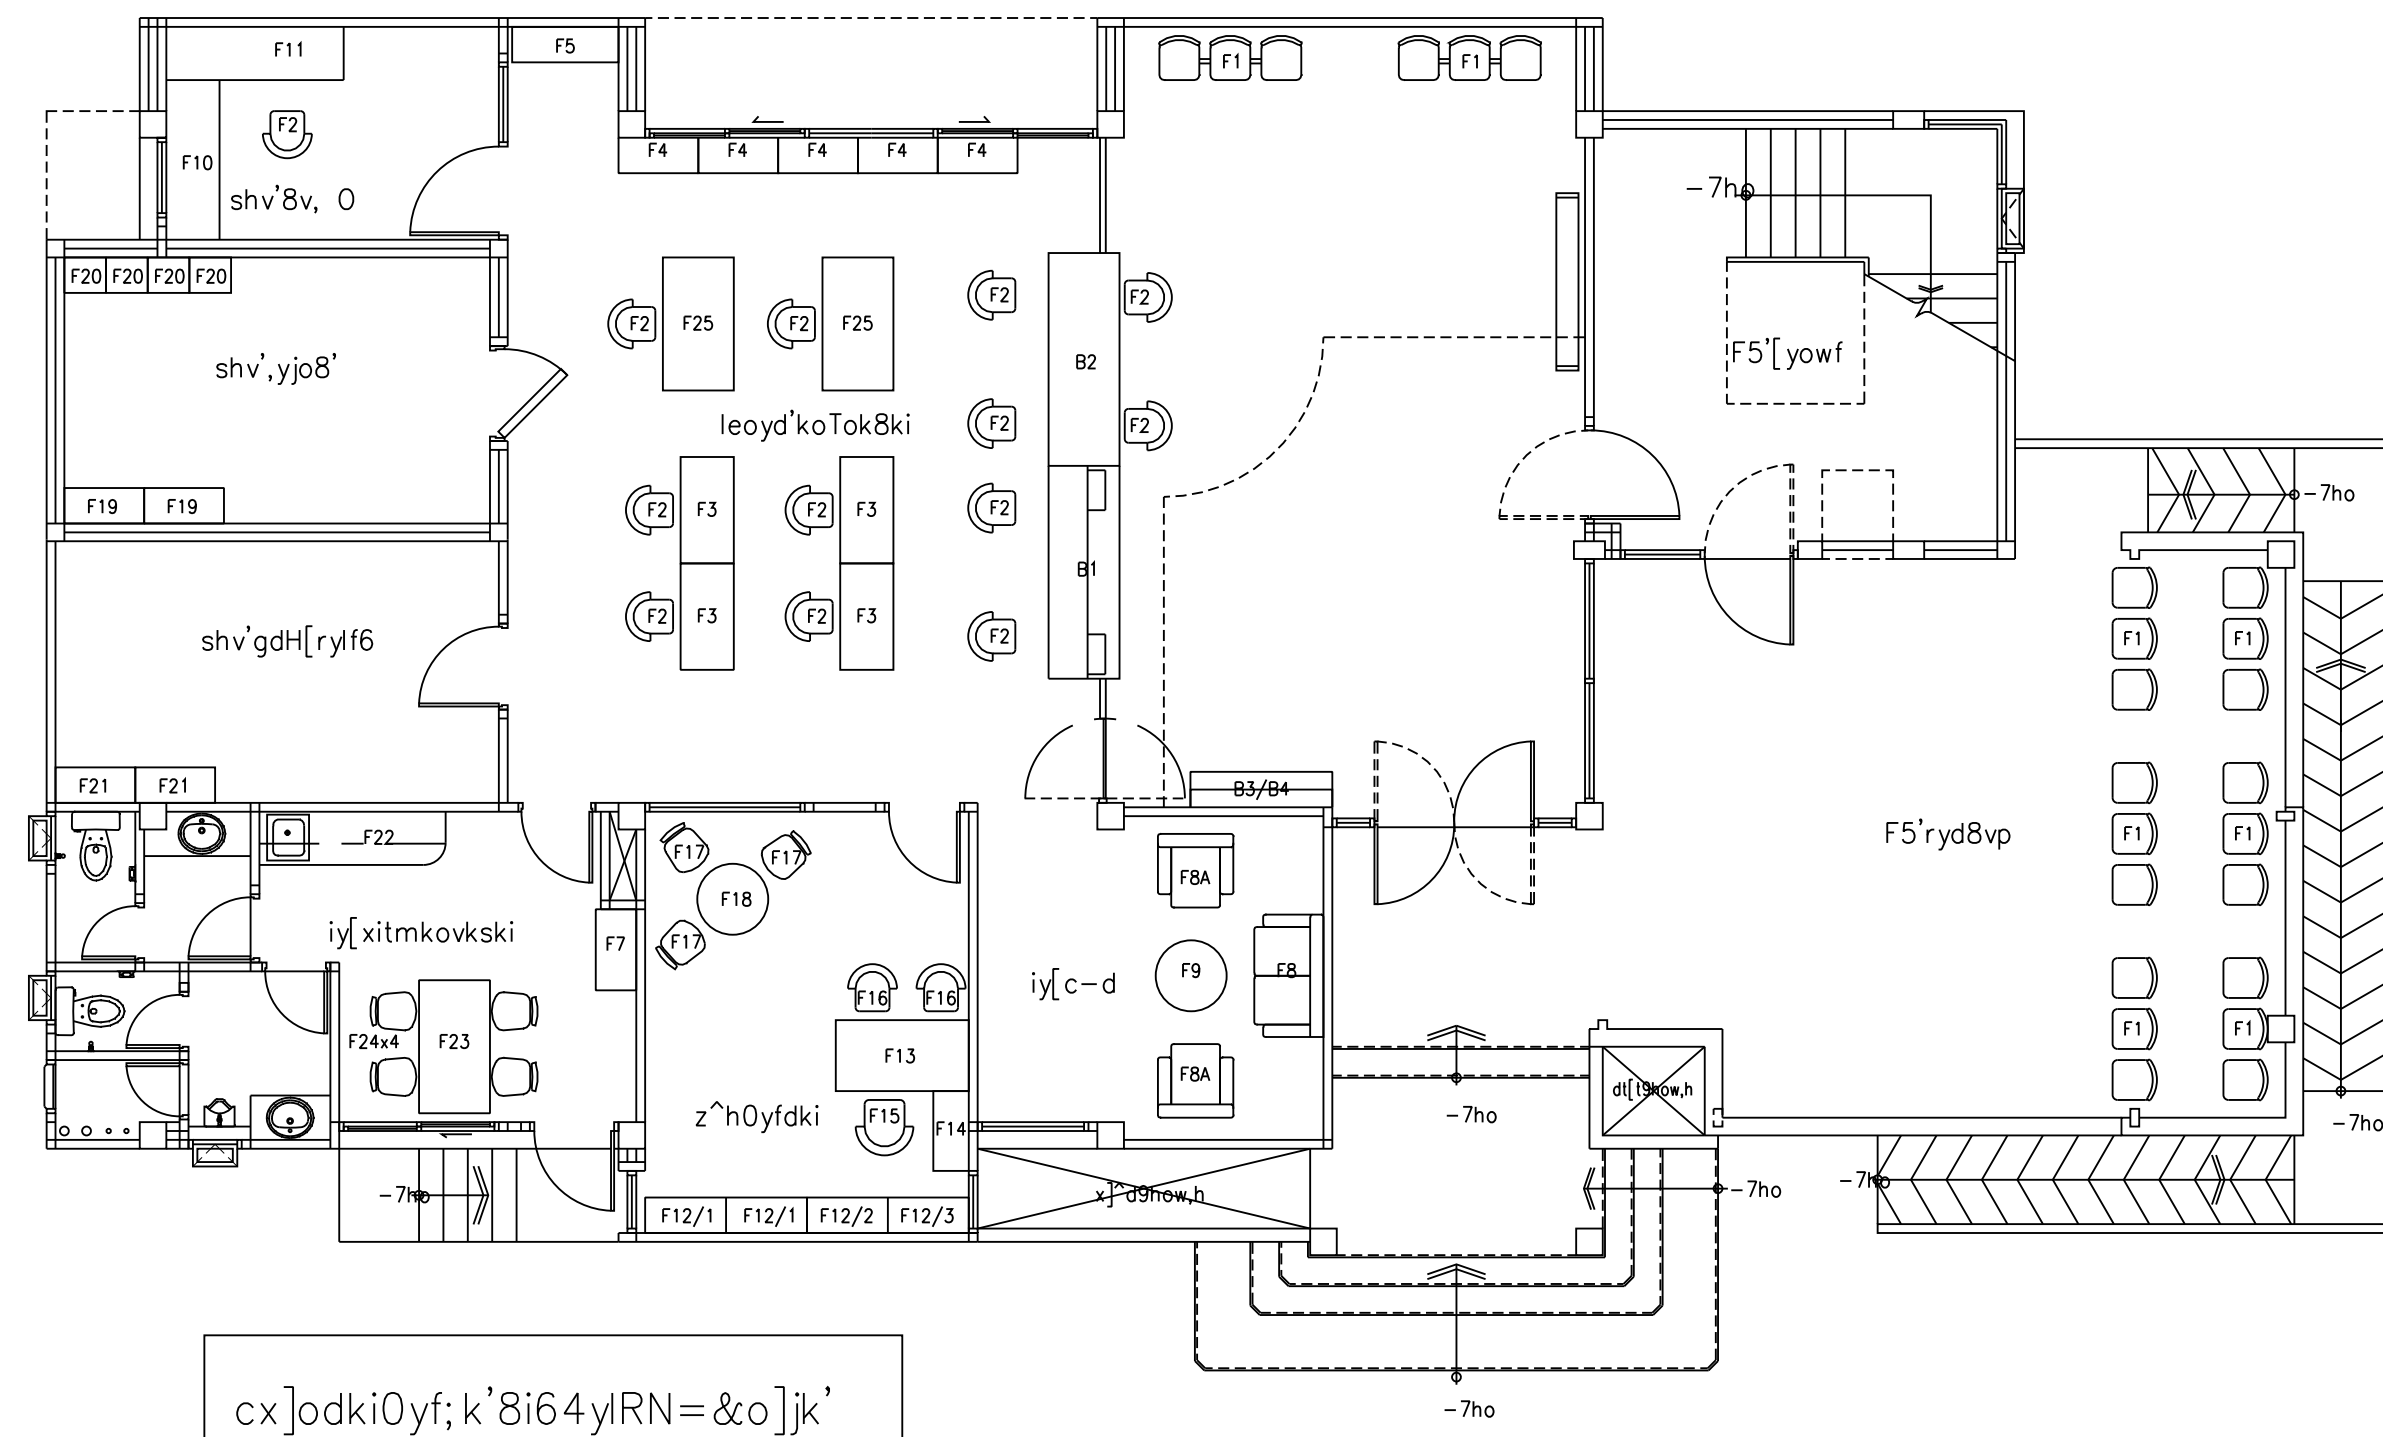 F11
F5
F1
F1
F2
F10
F4
F4
F4
F4
F4
shv'8v, O
-7ho
F20
F20
F20
F20
F2
F2
F2
F25
F2
F25
shv',yjo8'
B2
F5'[yowf
leoyd'koTok8ki
F2
F2
-7ho
F19
F19
F2
F3
F2
F3
F2
B1
F2
F3
F2
F3
F2
F1
F1
shv'gdH[rylf6
F21
F21
B3/B4
F22
F17
F17
F18
F8A
F5'ryd8vp
F1
F1
iy[xitmkovkski
F7
F17
F9
F8
iy[c-d
F16
F16
F24x4
F23
F13
F1
F1
F8A
dt[t9how,h
z^h0yfdki
F15
F14
-7ho
-7ho
-7ho
x]^d9how,h
-7ho
-7ho
F12/1
F12/1
F12/2
F12/3
-7ho
cx]odki0yf;k'8i64ylRN=&o]jk'